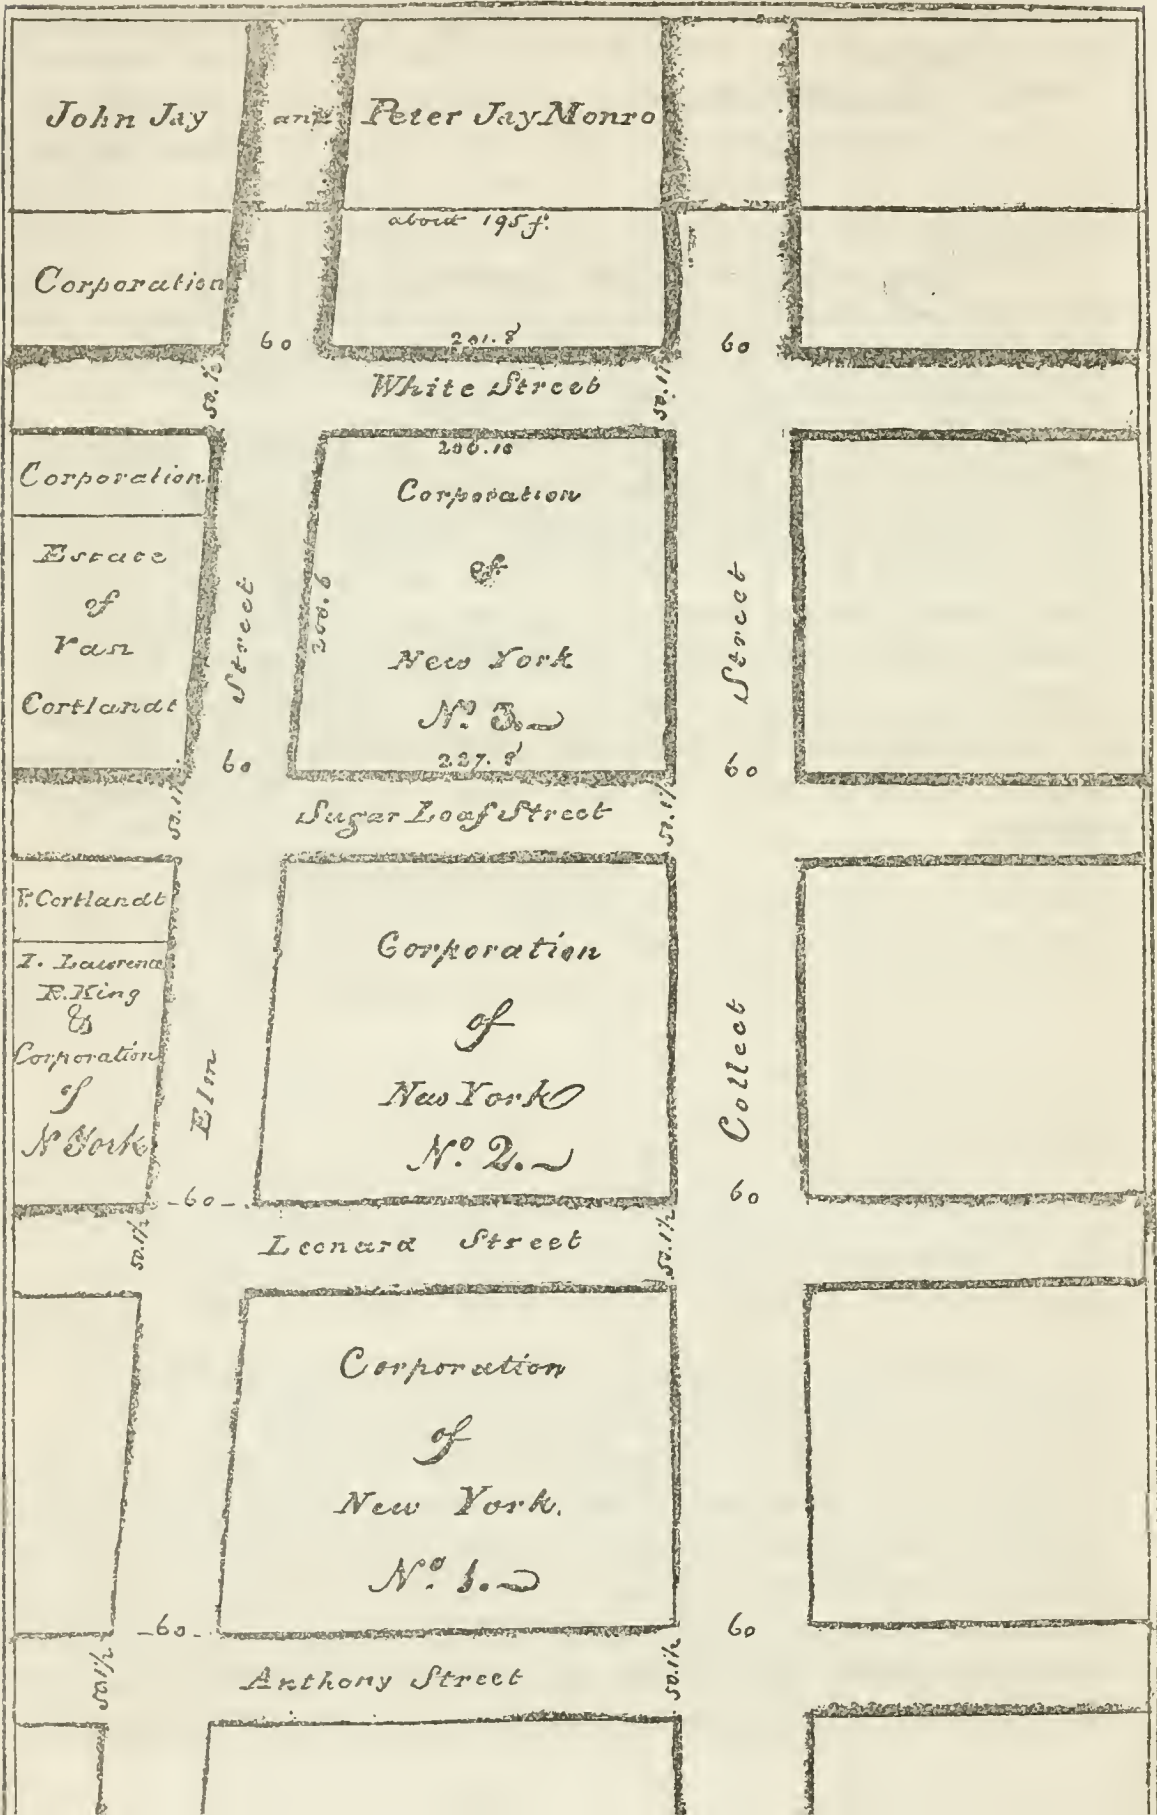 John Jay and Peter Jay Monro
about 195 f.
Corporation
60
201.8
60
White Street
50.1½
50.1½
Corporation
Estate
of
Van
Cortlandt
206.10
Corporation
of
New York
No. 3.
227.8
200.6
Street
Street
60
60
Sugar Loaf Street
50.1½
50.1½
V. Cortlandt
I. Lawrence
R. King
&
Corporation
of
N York
Corporation
of
New York
No. 2.
Elm
Collect
-60-
60
Leonard Street
50.1½
50.1½
Corporation
of
New York.
No. 1.
-60-
60
Anthony Street
50.1½
50.1½